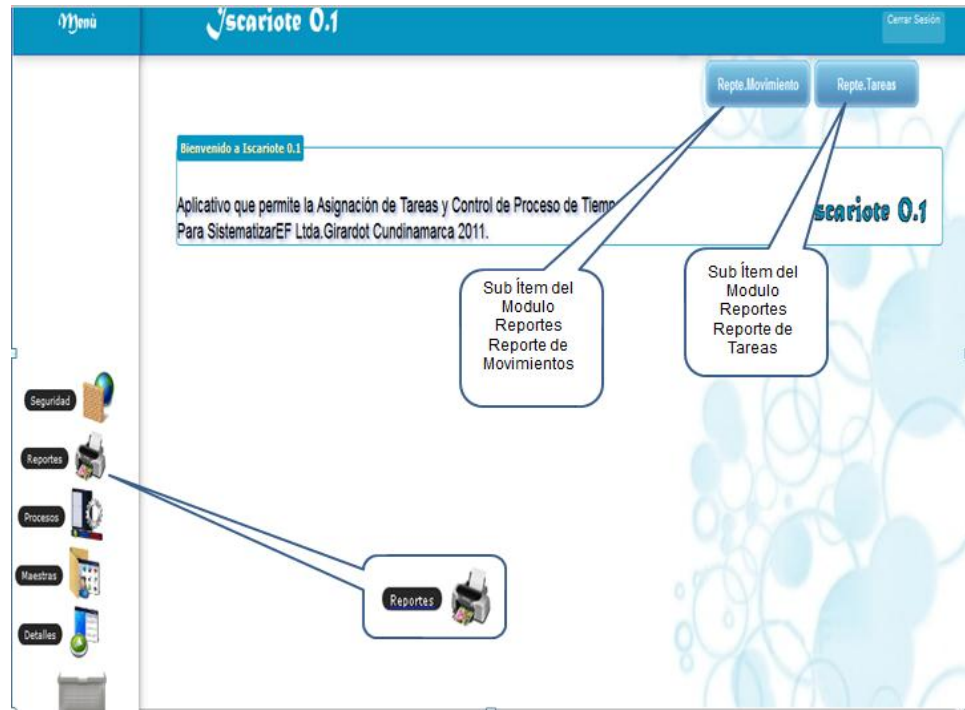 Menù
Iscariote 0.1
Cerrar Sesión
Repte.Movimiento
Repte.Tareas
Bienvenido a Iscariote 0.1
Aplicativo que permite la Asignación de Tareas y Control de Proceso de Tiemp
Para SistematizarEF Ltda.Girardot Cundinamarca 2011.
scariote 0.1
Sub Ítem del
Modulo
Reportes
Reporte de
Movimientos
Sub Ítem del
Modulo
Reportes
Reporte de
Tareas
Seguridad
Reportes
Procesos
Maestras
Detalles
Reportes